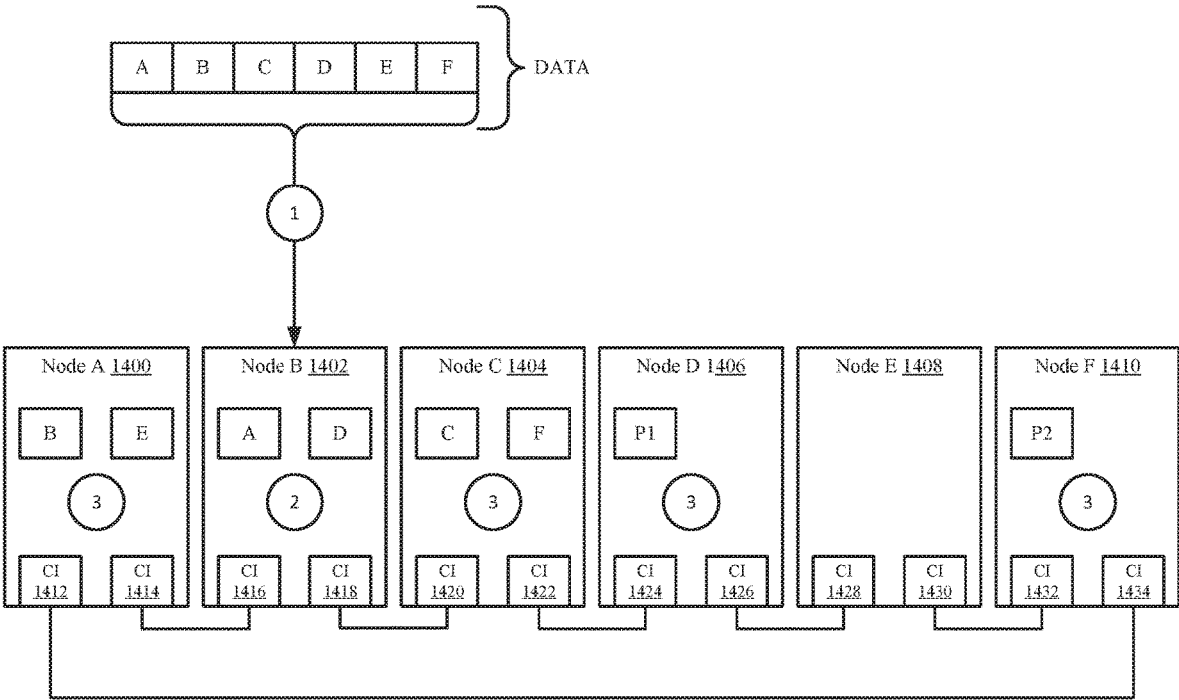 A B C D E F DATA
1
Node A 1400 Node B 1402 Node C 1404 Node D 1406 Node E 1408 Node F 1410
B E A D C F P1 P2
3 2 3 3 3
CI CI CI CI CI CI CI CI CI CI CI CI
1412 1414 1416 1418 1420 1422 1424 1426 1428 1430 1432 1434